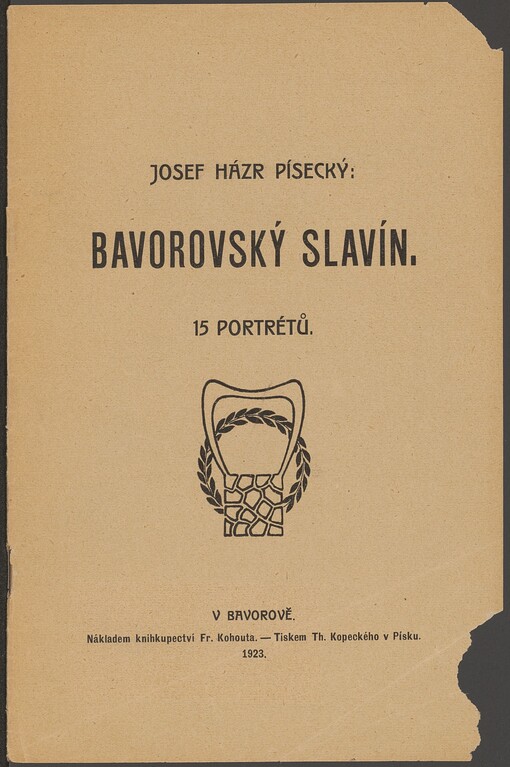 JOSEF HÁZR PÍSECKÝ:
BAVOROVSKÝ SLAVÍN.
15 PORTRÉTŮ.
V BAVOROVĚ.
Nákladem knihkupectví Fr. Kohouta. — Tiskem Th. Kopeckého v Písku.
1923.